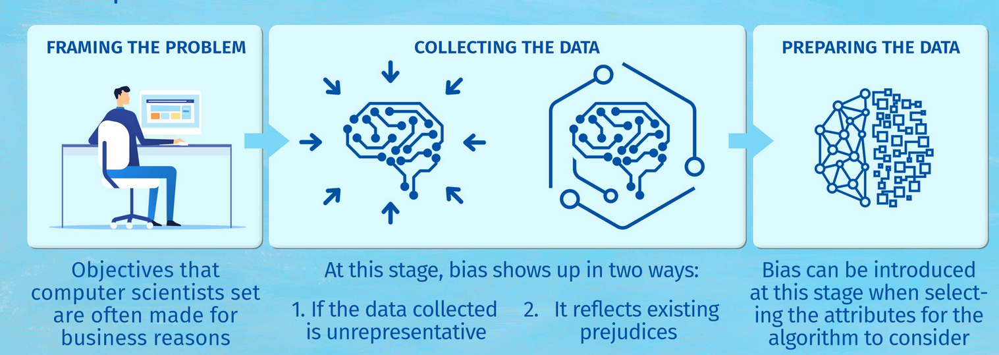 FRAMING THE PROBLEM
COLLECTING THE DATA
PREPARING THE DATA
Objectives that
computer scientists set
are often made for
business reasons
At this stage, bias shows up in two ways:
1. If the data collected
is unrepresentative
2. It reflects existing
prejudices
Bias can be introduced
at this stage when select-
ing the attributes for the
algorithm to consider